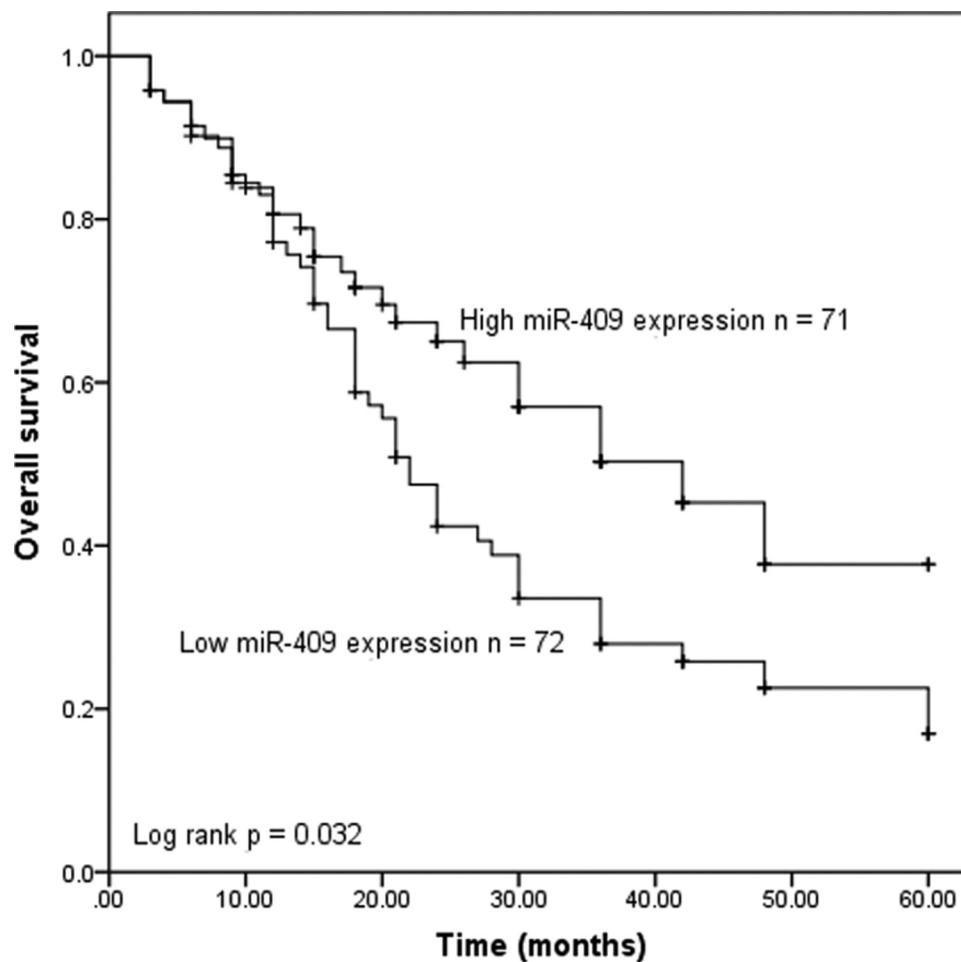 1.0
0.8
0.6
0.4
0.2
0.0
Overall survival
High miR-409 expression n = 71
Low miR-409 expression n = 72
Log rank p = 0.032
.00 10.00 20.00 30.00 40.00 50.00 60.00
Time (months)